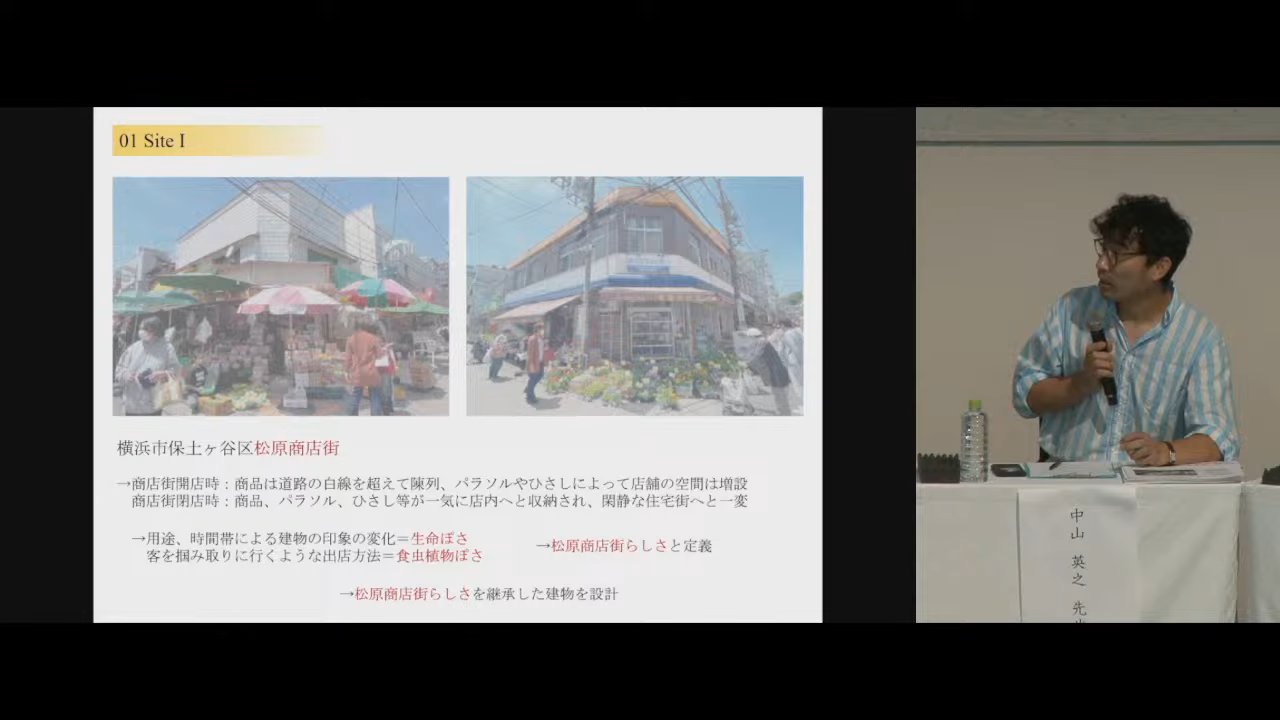 01 Site I
横浜市保土ヶ谷区松原商店街
→商店街開店時：商品は道路の白線を超えて陳列、パラソルやひさしによって店舗の空間は増設
商店街閉店時：商品、パラソル、ひさし等が一気に店内へと収納され、閑静な住宅街へと一変
→用途、時間帯による建物の印象の変化＝生命ぽさ
客を掴み取りに行くような出店方法＝食虫植物ぽさ
→松原商店街らしさと定義
→松原商店街らしさを継承した建物を設計
中山 英之 先